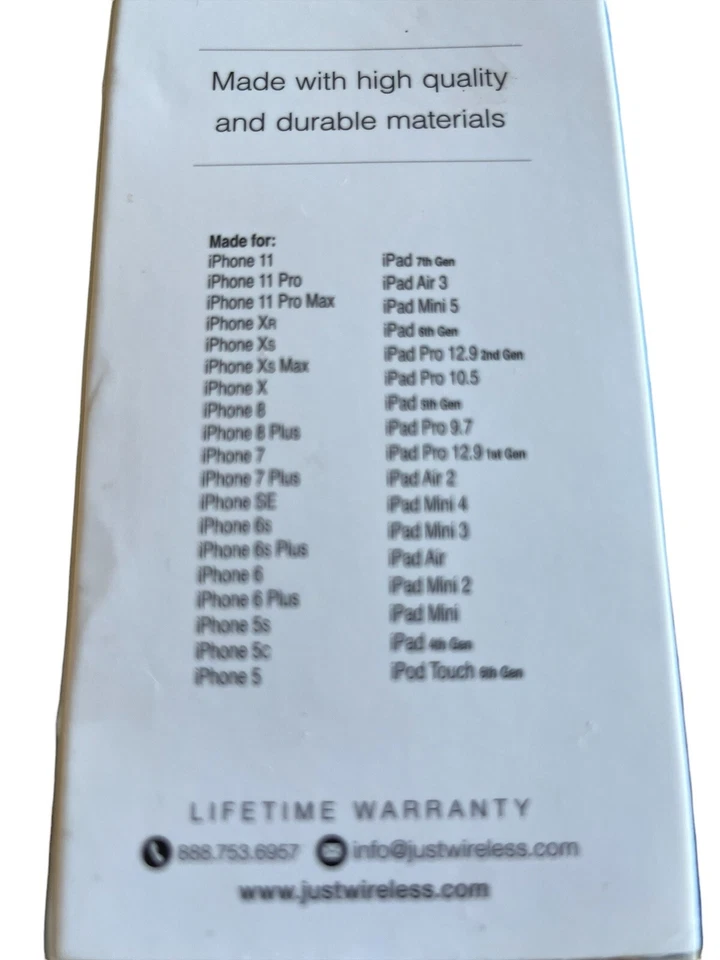 Made with high quality
and durable materials
Made for:
iPhone 11
iPhone 11 Pro
iPhone 11 Pro Max
iPhone XR
iPhone Xs
iPhone Xs Max
iPhone X
iPhone 8
iPhone 8 Plus
iPhone 7
iPhone 7 Plus
iPhone SE
iPhone 6s
iPhone 6s Plus
iPhone 6
iPhone 6 Plus
iPhone 5s
iPhone 5c
iPhone 5
iPad 7th Gen
iPad Air 3
iPad Mini 5
iPad 6th Gen
iPad Pro 12.9 2nd Gen
iPad Pro 10.5
iPad 5th Gen
iPad Pro 9.7
iPad Pro 12.9 1st Gen
iPad Air 2
iPad Mini 4
iPad Mini 3
iPad Air
iPad Mini 2
iPad Mini
iPad 4th Gen
iPod Touch Gen
LIFETIME WARRANTY
888.753.6957 info@justwireless.com
www.justwireless.com